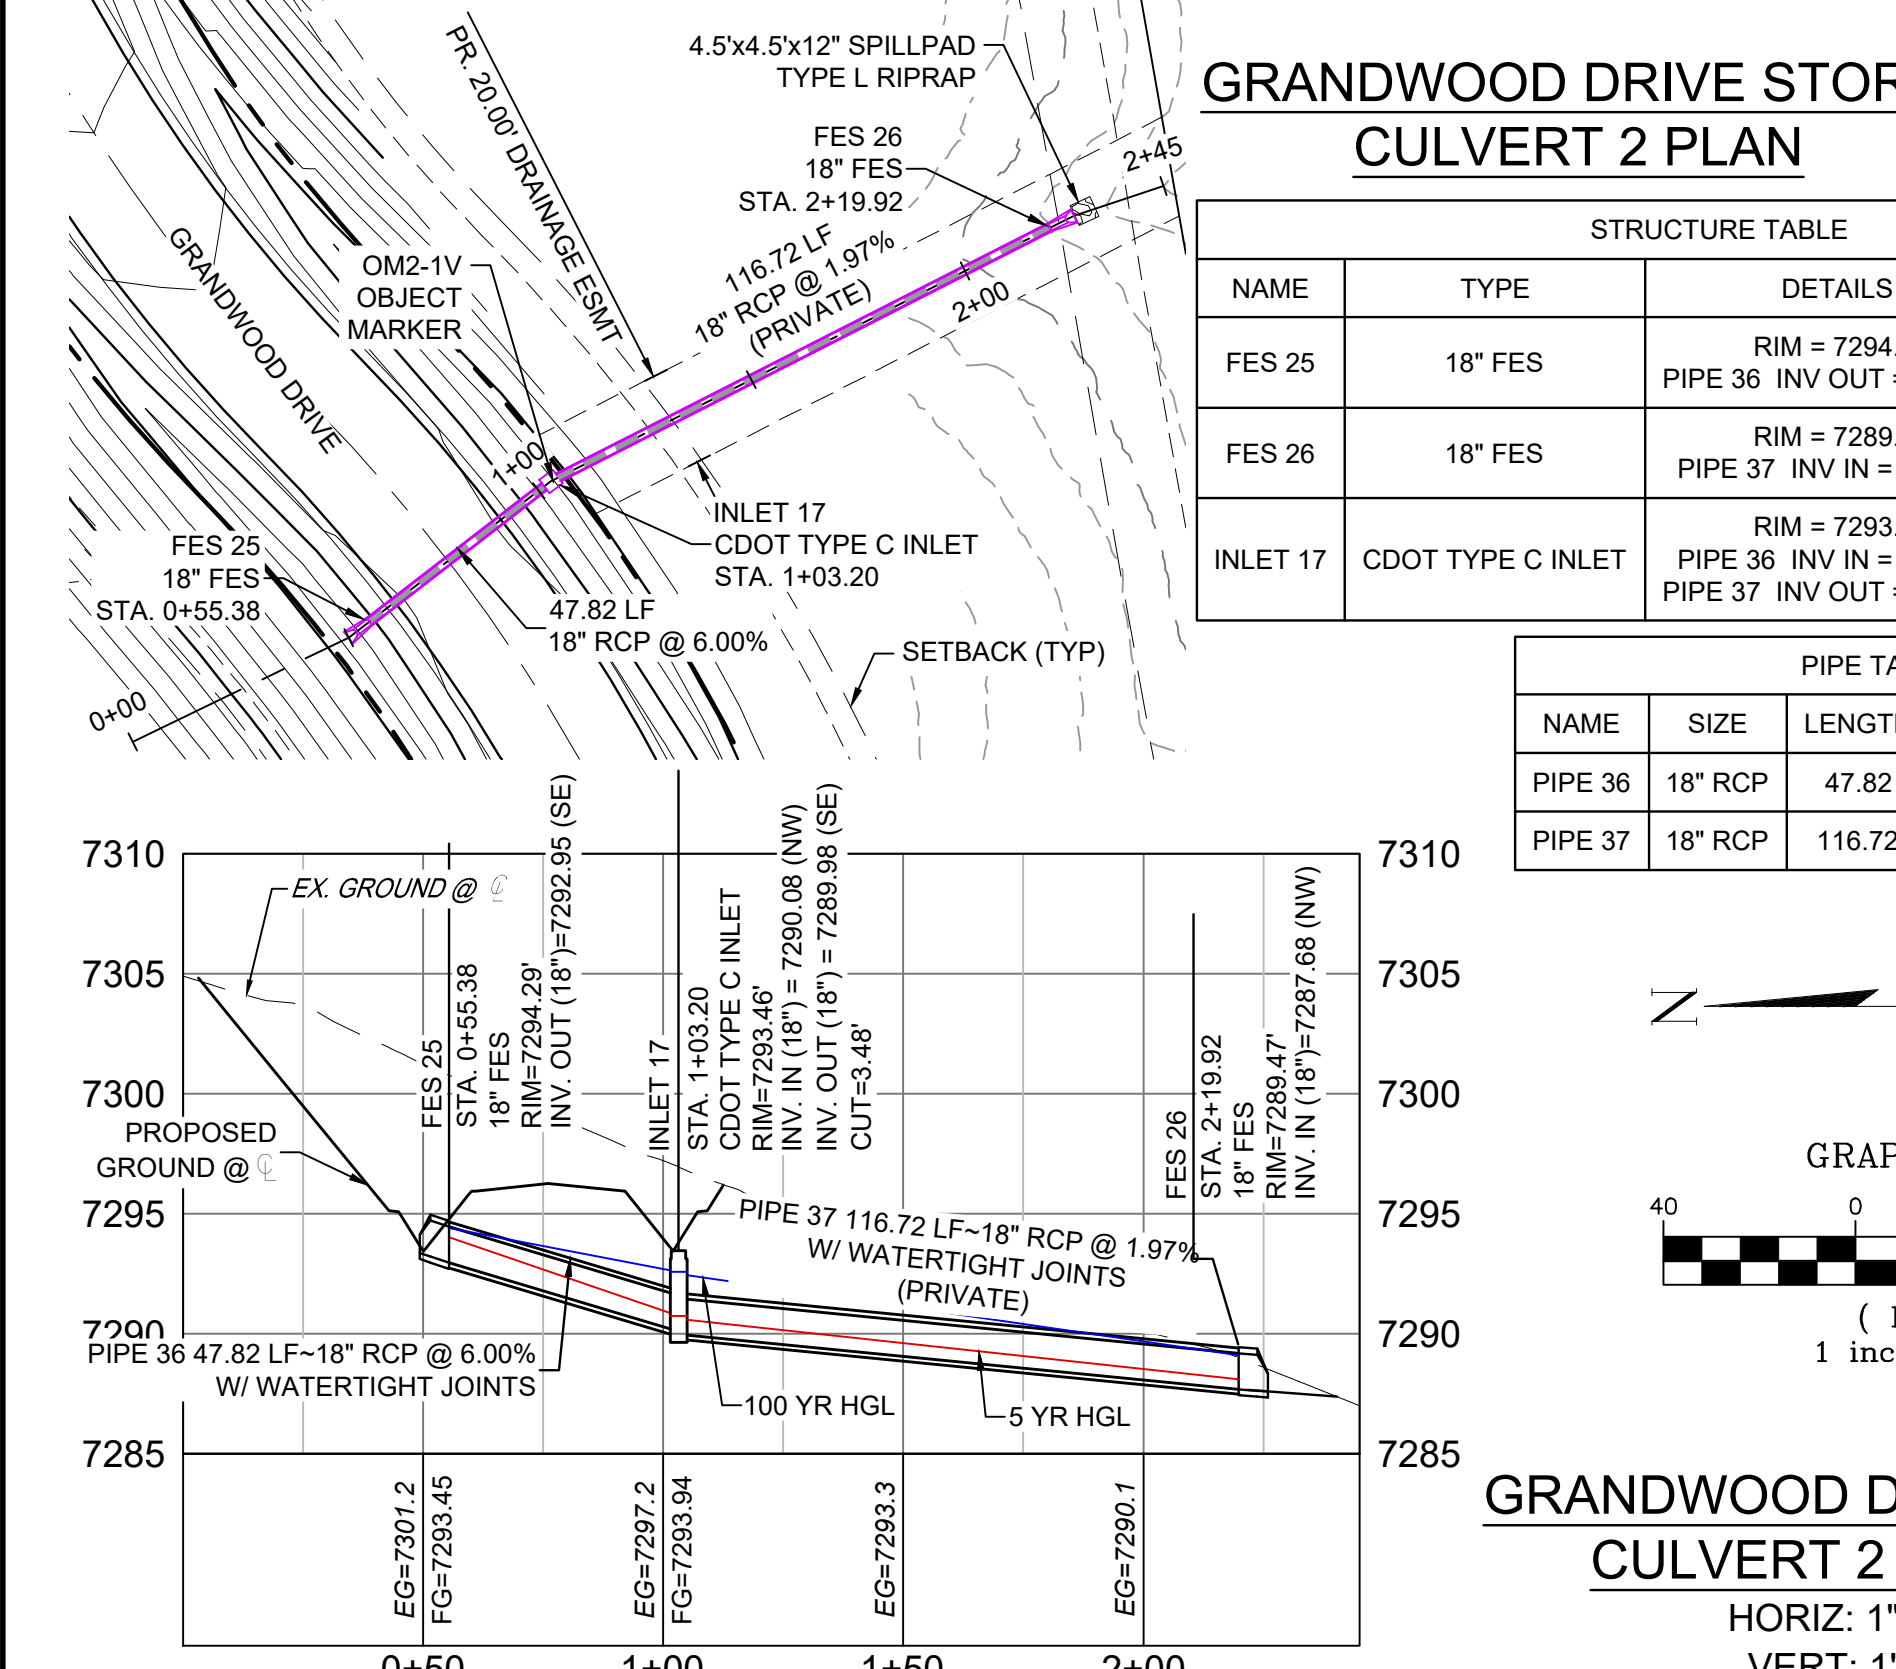 4.5'x4.5'x12" SPILLPAD
TYPE L RIPRAP
PR. 20.00' DRAINAGE ESMT
FES 26
18" FES
STA. 2+19.92
2+45
116.72 LF
18" RCP @ 1.97%
(PRIVATE)
2+00
GRANDWOOD DRIVE
OM2-1V
OBJECT
MARKER
1+00
INLET 17
CDOT TYPE C INLET
STA. 1+03.20
FES 25
18" FES
STA. 0+55.38
47.82 LF
18" RCP @ 6.00%
SETBACK (TYP)
0+00
GRANDWOOD DRIVE STOR
CULVERT 2 PLAN
STRUCTURE TABLE
NAME TYPE DETAILS
FES 25 18" FES RIM = 7294.
PIPE 36 INV OUT =
FES 26 18" FES RIM = 7289.
PIPE 37 INV IN =
INLET 17 CDOT TYPE C INLET RIM = 7293.
PIPE 36 INV IN =
PIPE 37 INV OUT =
PIPE TA
NAME SIZE LENGTH
PIPE 36 18" RCP 47.82
PIPE 37 18" RCP 116.72
7310
7305
7300
7295
7290
7285
EX. GROUND @ ℄
PROPOSED
GROUND @ ℄
FES 25
STA. 0+55.38
18" FES
RIM=7294.29'
INV. OUT (18")=7292.95 (SE)
INLET 17
STA. 1+03.20
CDOT TYPE C INLET
RIM=7293.46'
INV. IN (18") = 7290.08 (NW)
INV. OUT (18") = 7289.98 (SE)
CUT=3.48'
FES 26
STA. 2+19.92
18" FES
RIM=7289.47'
INV. IN (18")=7287.68 (NW)
PIPE 37 116.72 LF~18" RCP @ 1.97%
W/ WATERTIGHT JOINTS
(PRIVATE)
PIPE 36 47.82 LF~18" RCP @ 6.00%
W/ WATERTIGHT JOINTS
100 YR HGL
5 YR HGL
7310
7305
7300
7295
7290
7285
EG=7301.2
FG=7293.45
EG=7297.2
FG=7293.94
EG=7293.3
EG=7290.1
0+50 1+00 1+50 2+00
N
GRAP
40 0
(
1 inc
GRANDWOOD D
CULVERT 2
HORIZ: 1"
VERT: 1"